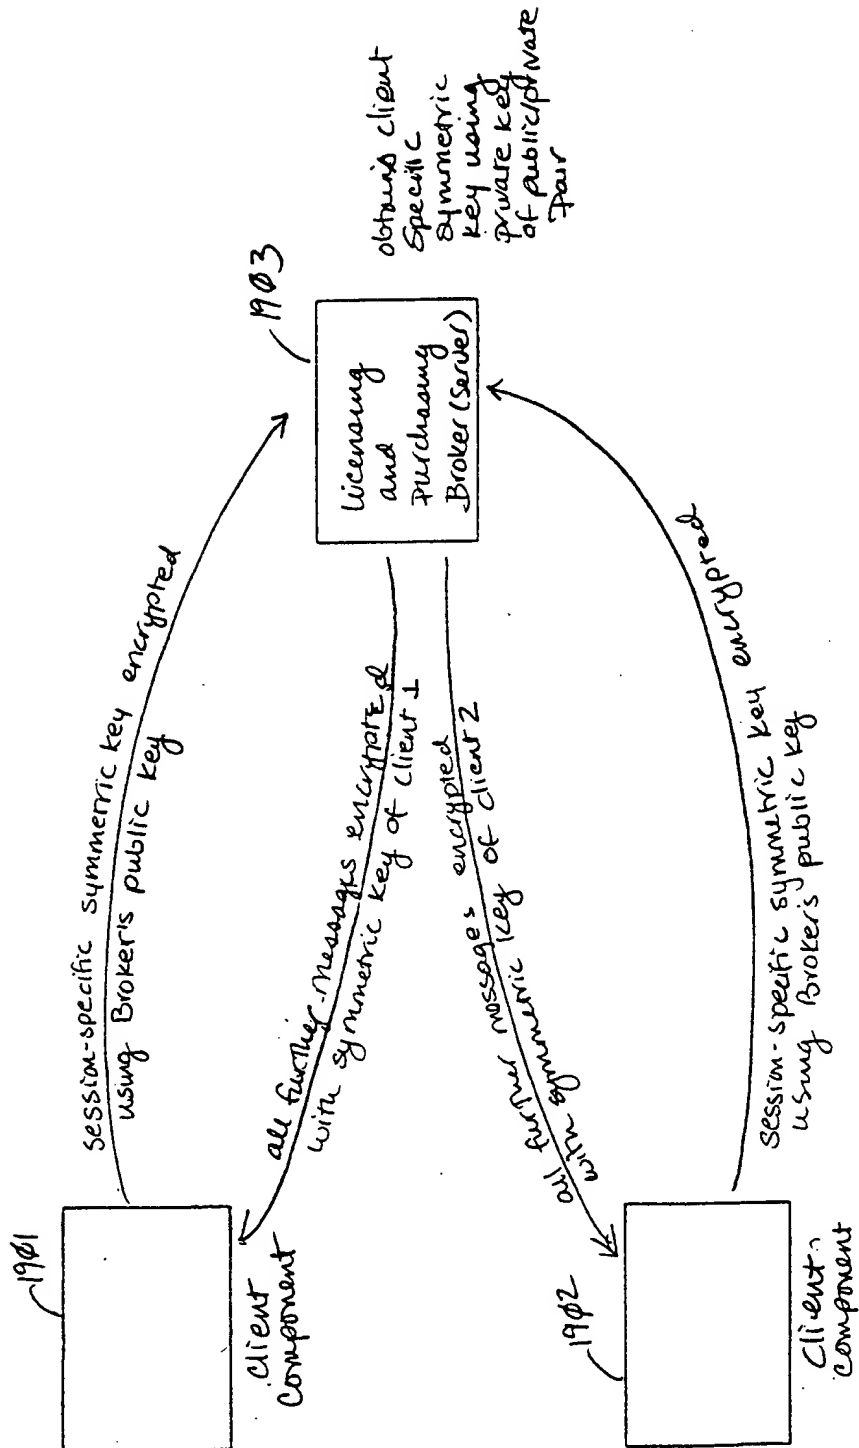 1901
client
component
session-specific symmetric key encrypted
using Broker's public key
1903
Licensing
and
Purchasing
Broker (Server)
obtains client
specific
symmetric
key using
private key
of public/private
pair
all further messages encrypted
with symmetric key of client 1
all further messages encrypted
with symmetric key of client 2
1902
client
component
session-specific symmetric key encrypted
using Broker's public key